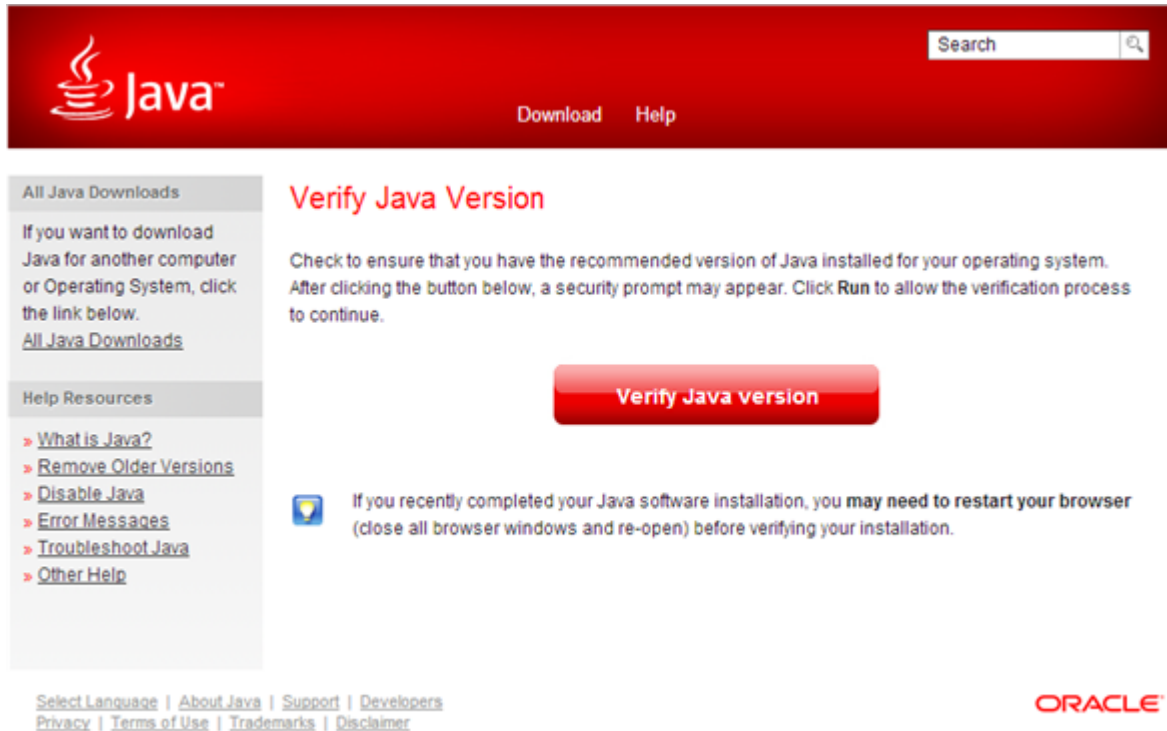 Java™
Search
Download Help
All Java Downloads
If you want to download
Java for another computer
or Operating System, click
the link below.
All Java Downloads
Help Resources
» What is Java?
» Remove Older Versions
» Disable Java
» Error Messages
» Troubleshoot Java
» Other Help
Verify Java Version
Check to ensure that you have the recommended version of Java installed for your operating system.
After clicking the button below, a security prompt may appear. Click Run to allow the verification process
to continue.
Verify Java version
If you recently completed your Java software installation, you may need to restart your browser
(close all browser windows and re-open) before verifying your installation.
Select Language | About Java | Support | Developers
Privacy | Terms of Use | Trademarks | Disclaimer
ORACLE